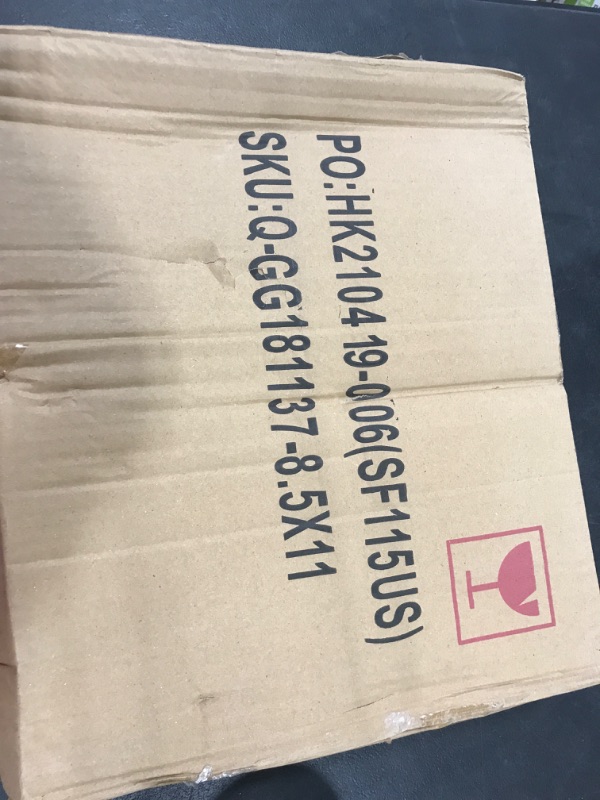 PO:HK210419-006(SF115US)
SKU:Q-GG181137-8.5X11